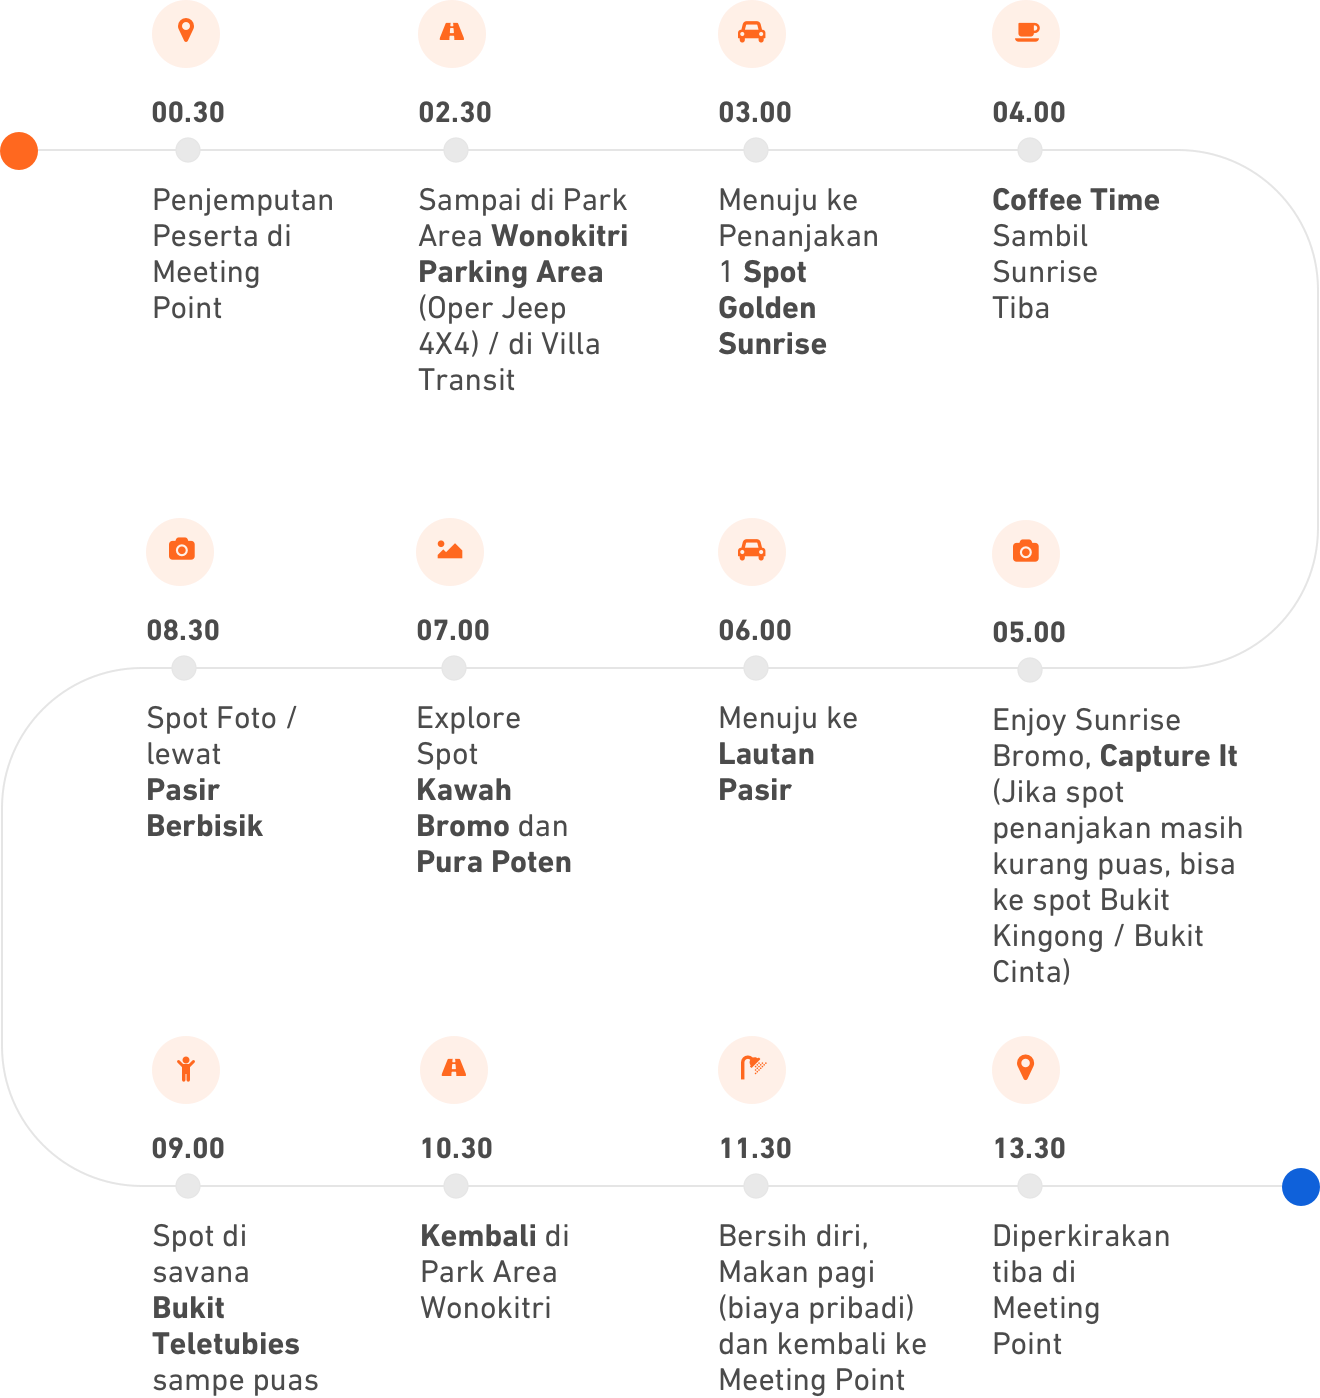 00.30
Penjemputan
Peserta di
Meeting
Point
02.30
Sampai di Park
Area Wonokitri
Parking Area
(Oper Jeep
4X4) / di Villa
Transit
03.00
Menuju ke
Penanjakan
1 Spot
Golden
Sunrise
04.00
Coffee Time
Sambil
Sunrise
Tiba
05.00
Enjoy Sunrise
Bromo, Capture It
(Jika spot
penanjakan masih
kurang puas, bisa
ke spot Bukit
Kingong / Bukit
Cinta)
06.00
Menuju ke
Lautan
Pasir
07.00
Explore
Spot
Kawah
Bromo dan
Pura Poten
08.30
Spot Foto /
lewat
Pasir
Berbisik
09.00
Spot di
savana
Bukit
Teletubies
sampe puas
10.30
Kembali di
Park Area
Wonokitri
11.30
Bersih diri,
Makan pagi
(biaya pribadi)
dan kembali ke
Meeting Point
13.30
Diperkirakan
tiba di
Meeting
Point